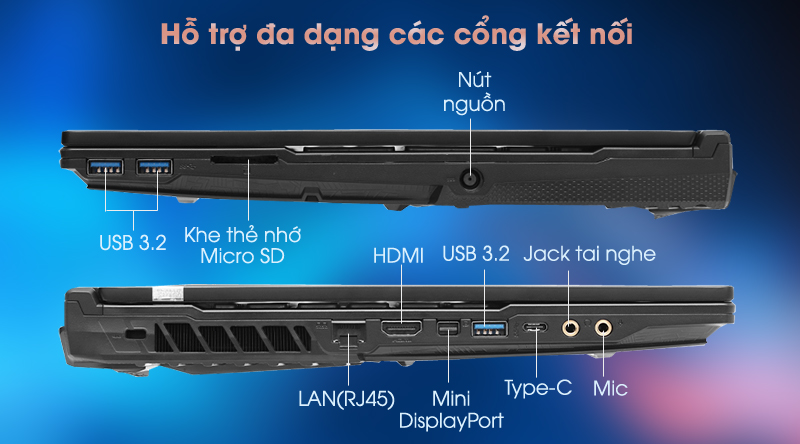 Hỗ trợ đa dạng các cổng kết nối
Nút
nguồn
USB 3.2
Khe thẻ nhớ
Micro SD
HDMI
USB 3.2
Jack tai nghe
LAN(RJ45)
Mini
DisplayPort
Type-C
Mic